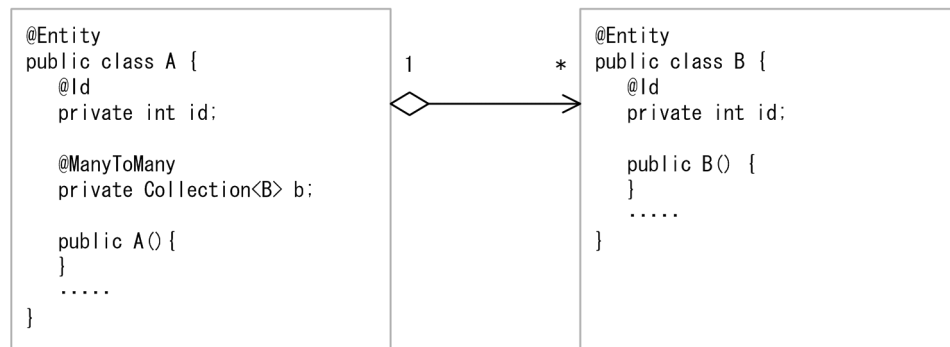 @Entity
public class A {
@Id
private int id;
@ManyToMany
private Collection<B> b;
public A(){
}
.....
}
1
*
@Entity
public class B {
@Id
private int id;
public B() {
}
.....
}